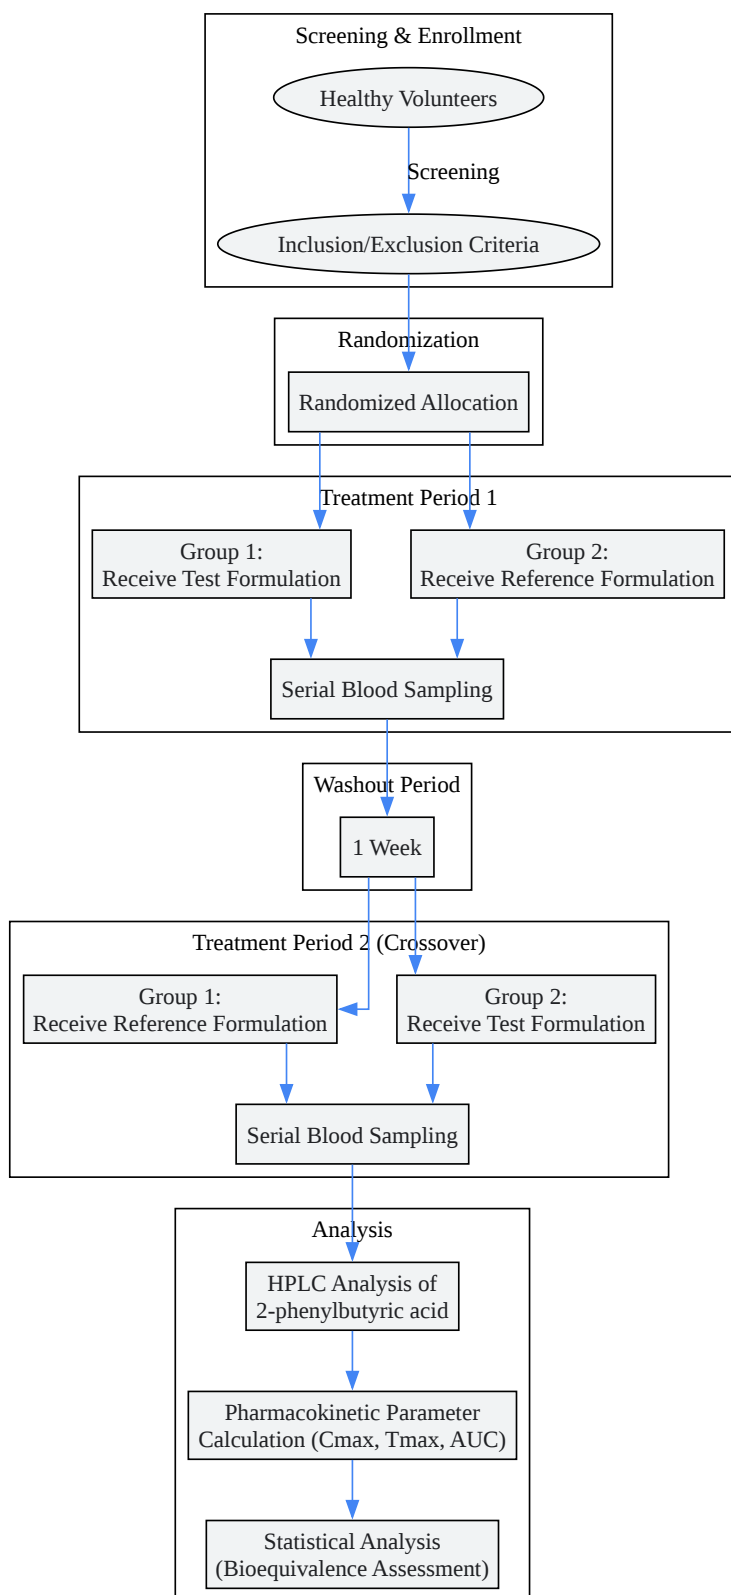 Screening & Enrollment
Healthy Volunteers
Screening
Inclusion/Exclusion Criteria
Randomization
Randomized Allocation
Treatment Period 1
Group 1:
Receive Test Formulation
Group 2:
Receive Reference Formulation
Serial Blood Sampling
Washout Period
1 Week
Treatment Period 2 (Crossover)
Group 1:
Receive Reference Formulation
Group 2:
Receive Test Formulation
Serial Blood Sampling
Analysis
HPLC Analysis of
2-phenylbutyric acid
Pharmacokinetic Parameter
Calculation (Cmax, Tmax, AUC)
Statistical Analysis
(Bioequivalence Assessment)